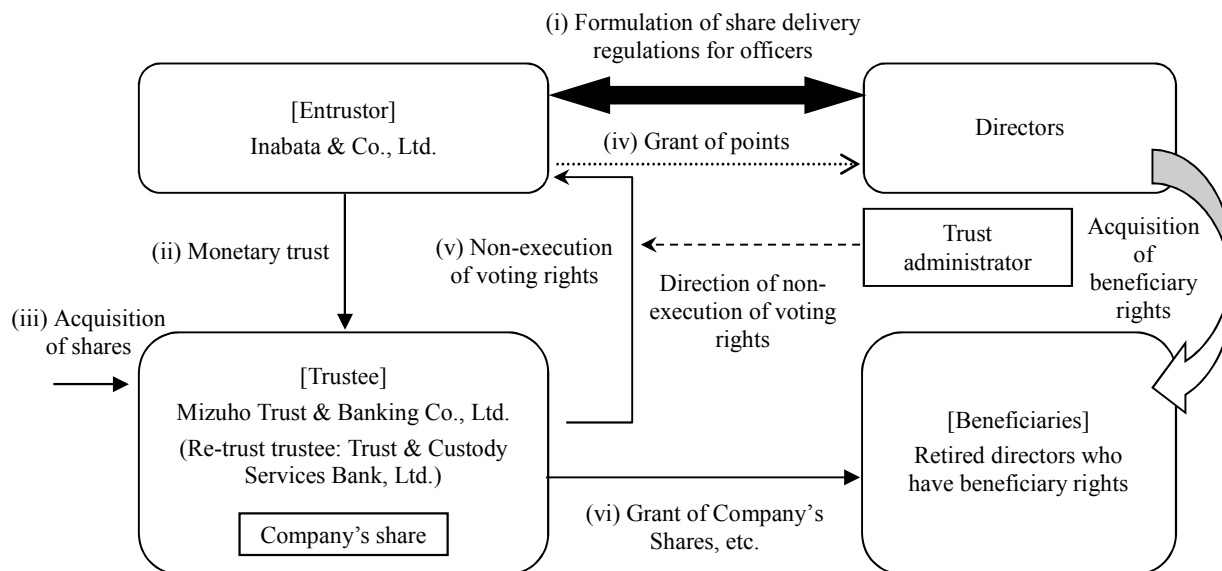 (i) Formulation of share delivery
regulations for officers
[Entrustor]
Inabata & Co., Ltd.
Directors
(iv) Grant of points
(ii) Monetary trust
(v) Non-execution
of voting rights
Trust
administrator
Acquisition
of
beneficiary
rights
Direction of non-
execution of voting
rights
(iii) Acquisition
of shares
[Trustee]
Mizuho Trust & Banking Co., Ltd.
(Re-trust trustee: Trust & Custody
Services Bank, Ltd.)
Company's share
[Beneficiaries]
Retired directors who
have beneficiary rights
(vi) Grant of Company's
Shares, etc.